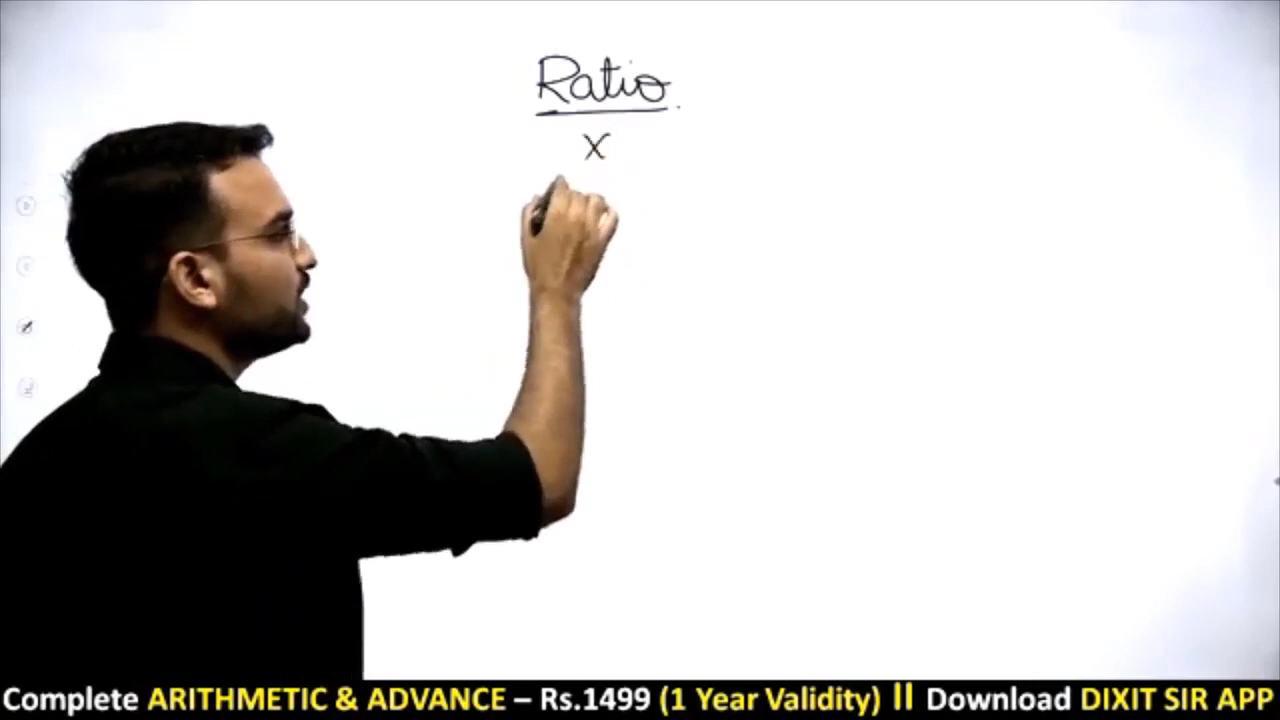 Ratio
x
Complete ARITHMETIC & ADVANCE – Rs.1499 (1 Year Validity) II Download DIXIT SIR APP